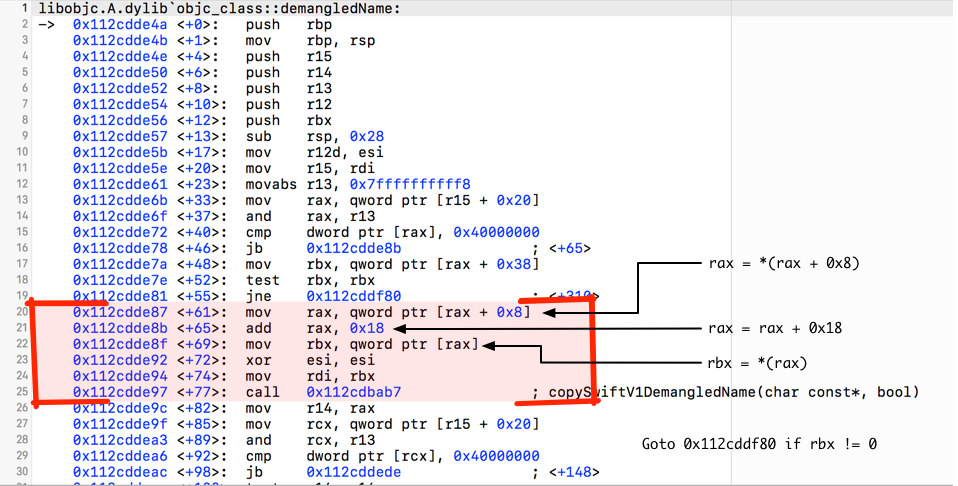 1 libobjc.A.dylib`objc_class::demangledName:
2 -> 0x112cdde4a <+0>: push rbp
3 0x112cdde4b <+1>: mov rbp, rsp
4 0x112cdde4e <+4>: push r15
5 0x112cdde50 <+6>: push r14
6 0x112cdde52 <+8>: push r13
7 0x112cdde54 <+10>: push r12
8 0x112cdde56 <+12>: push rbx
9 0x112cdde57 <+13>: sub rsp, 0x28
10 0x112cdde5b <+17>: mov r12d, esi
11 0x112cdde5e <+20>: mov r15, rdi
12 0x112cdde61 <+23>: movabs r13, 0x7ffffffffff8
13 0x112cdde6b <+33>: mov rax, qword ptr [r15 + 0x20]
14 0x112cdde6f <+37>: and rax, r13
15 0x112cdde72 <+40>: cmp dword ptr [rax], 0x40000000
16 0x112cdde78 <+46>: jb 0x112cdde8b ; <+65>
17 0x112cdde7a <+48>: mov rbx, qword ptr [rax + 0x38]
rax = *(rax + 0x8)
18 0x112cdde7e <+52>: test rbx, rbx
19 0x112cdde81 <+55>: jne 0x112cddf80 ; <+310>
20 0x112cdde87 <+61>: mov rax, qword ptr [rax + 0x8]
21 0x112cdde8b <+65>: add rax, 0x18
rax = rax + 0x18
22 0x112cdde8f <+69>: mov rbx, qword ptr [rax]
23 0x112cdde92 <+72>: xor esi, esi
rbx = *(rax)
24 0x112cdde94 <+74>: mov rdi, rbx
25 0x112cdde97 <+77>: call 0x112cdbab7 ; copySwiftV1DemangledName(char const*, bool)
26 0x112cdde9c <+82>: mov r14, rax
27 0x112cdde9f <+85>: mov rcx, qword ptr [r15 + 0x20]
28 0x112cddea3 <+89>: and rcx, r13
Goto 0x112cddf80 if rbx != 0
29 0x112cddea6 <+92>: cmp dword ptr [rcx], 0x40000000
30 0x112cddeac <+98>: jb 0x112cddede ; <+148>